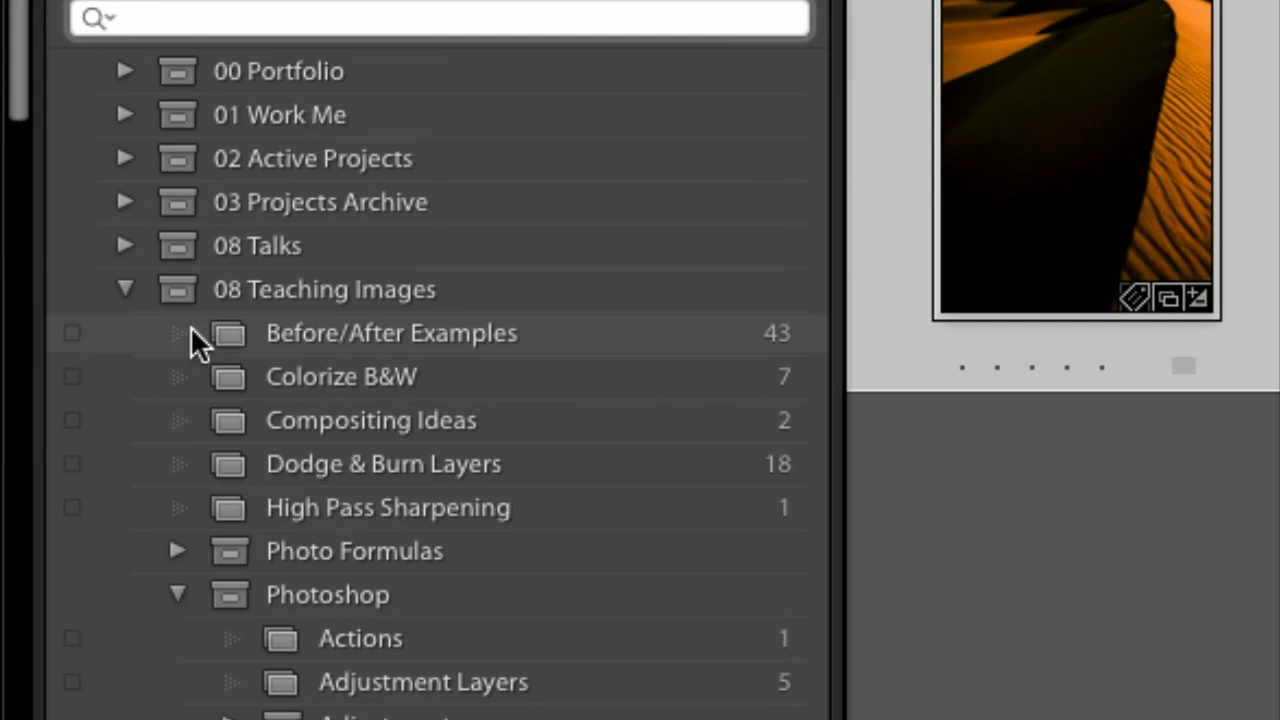 00 Portfolio
01 Work Me
02 Active Projects
03 Projects Archive
08 Talks
08 Teaching Images
Before/After Examples 43
Colorize B&W 7
Compositing Ideas 2
Dodge & Burn Layers 18
High Pass Sharpening 1
Photo Formulas
Photoshop
Actions 1
Adjustment Layers 5